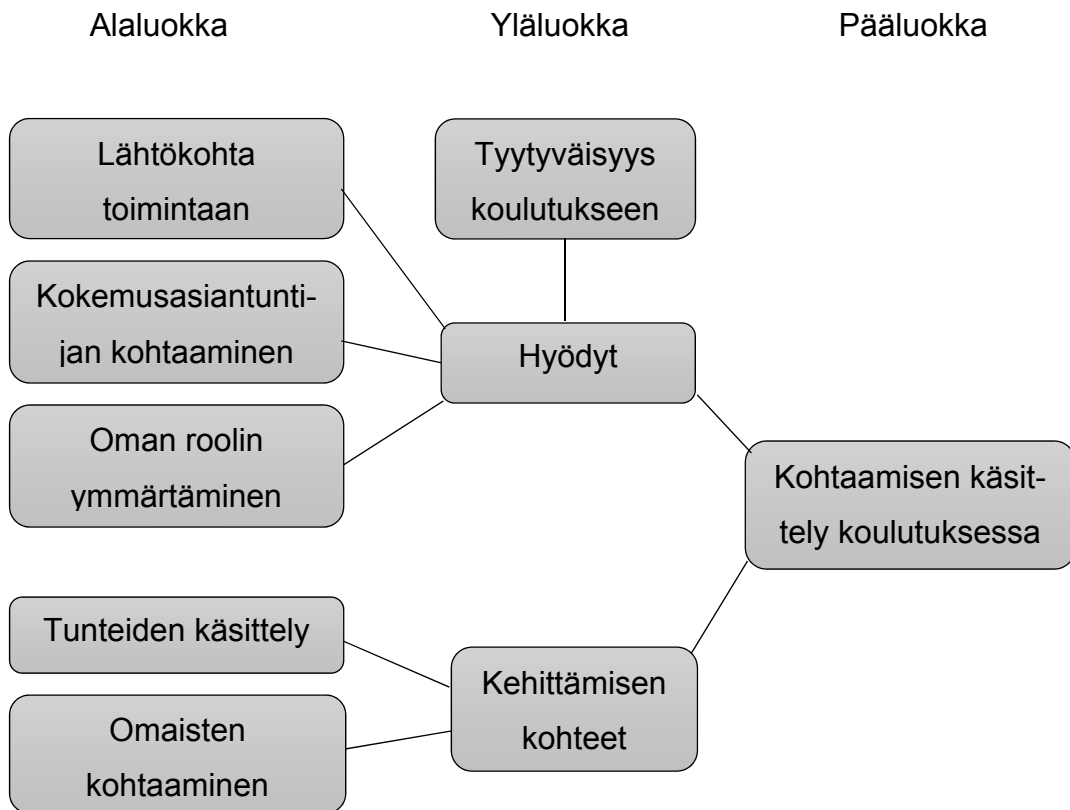 Alaluokka
Yläluokka
Pääluokka
Lähtökohta
toimintaan
Tyytyväisyys
koulutukseen
Kokemusasiantunti-
jan kohtaaminen
Hyödyt
Oman roolin
ymmärtäminen
Kohtaamisen käsit-
tely koulutuksessa
Tunteiden käsittely
Kehittämisen
kohteet
Omaisten
kohtaaminen